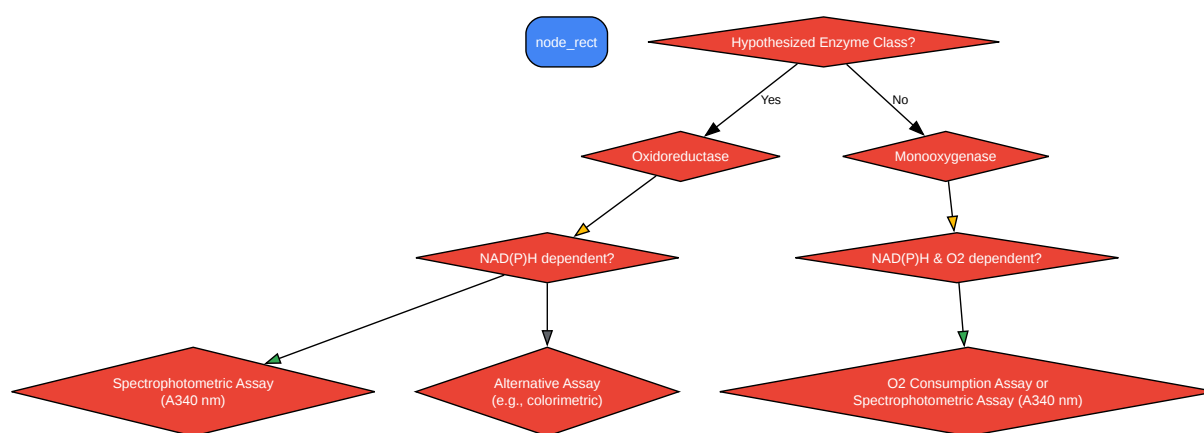 node_rect
Hypothesized Enzyme Class?
Yes
No
Oxidoreductase
Monooxygenase
NAD(P)H dependent?
NAD(P)H & O2 dependent?
Spectrophotometric Assay
(A340 nm)
Alternative Assay
(e.g., colorimetric)
O2 Consumption Assay or
Spectrophotometric Assay (A340 nm)